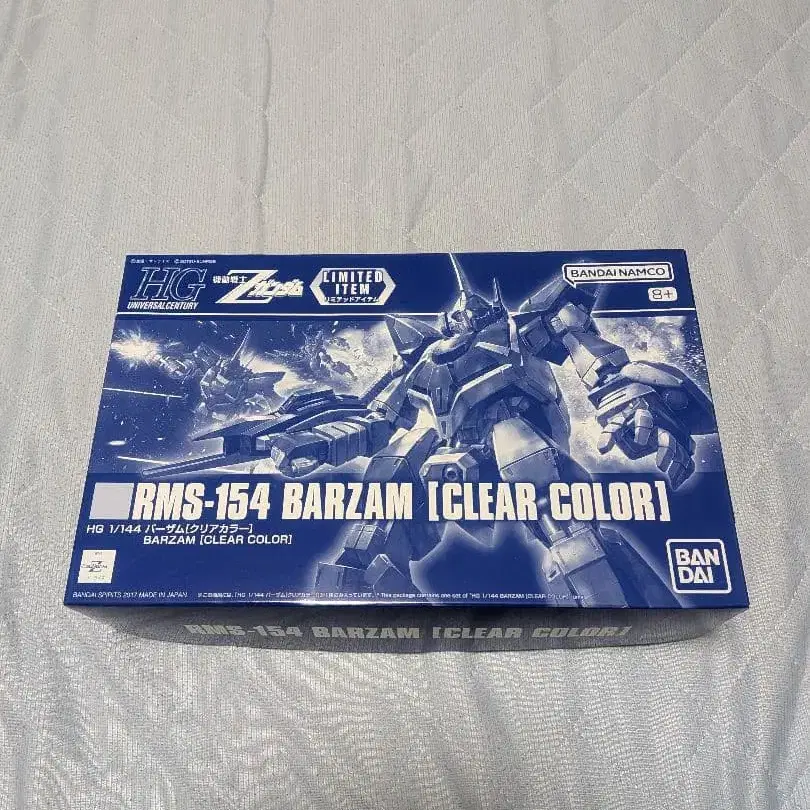 HG
UNIVERSAL CENTURY
機動戦士
Zガンダム
LIMITED
ITEM
リミテッドアイテム
BANDAI NAMCO
8+
RMS-154 BARZAM [CLEAR COLOR]
HG 1/144 バーザム[クリアカラー]
BARZAM [CLEAR COLOR]
BAN
DAI
BANDAI SPIRITS 2017 MADE IN JAPAN
RMS-154 BARZAM [CLEAR COLOR]